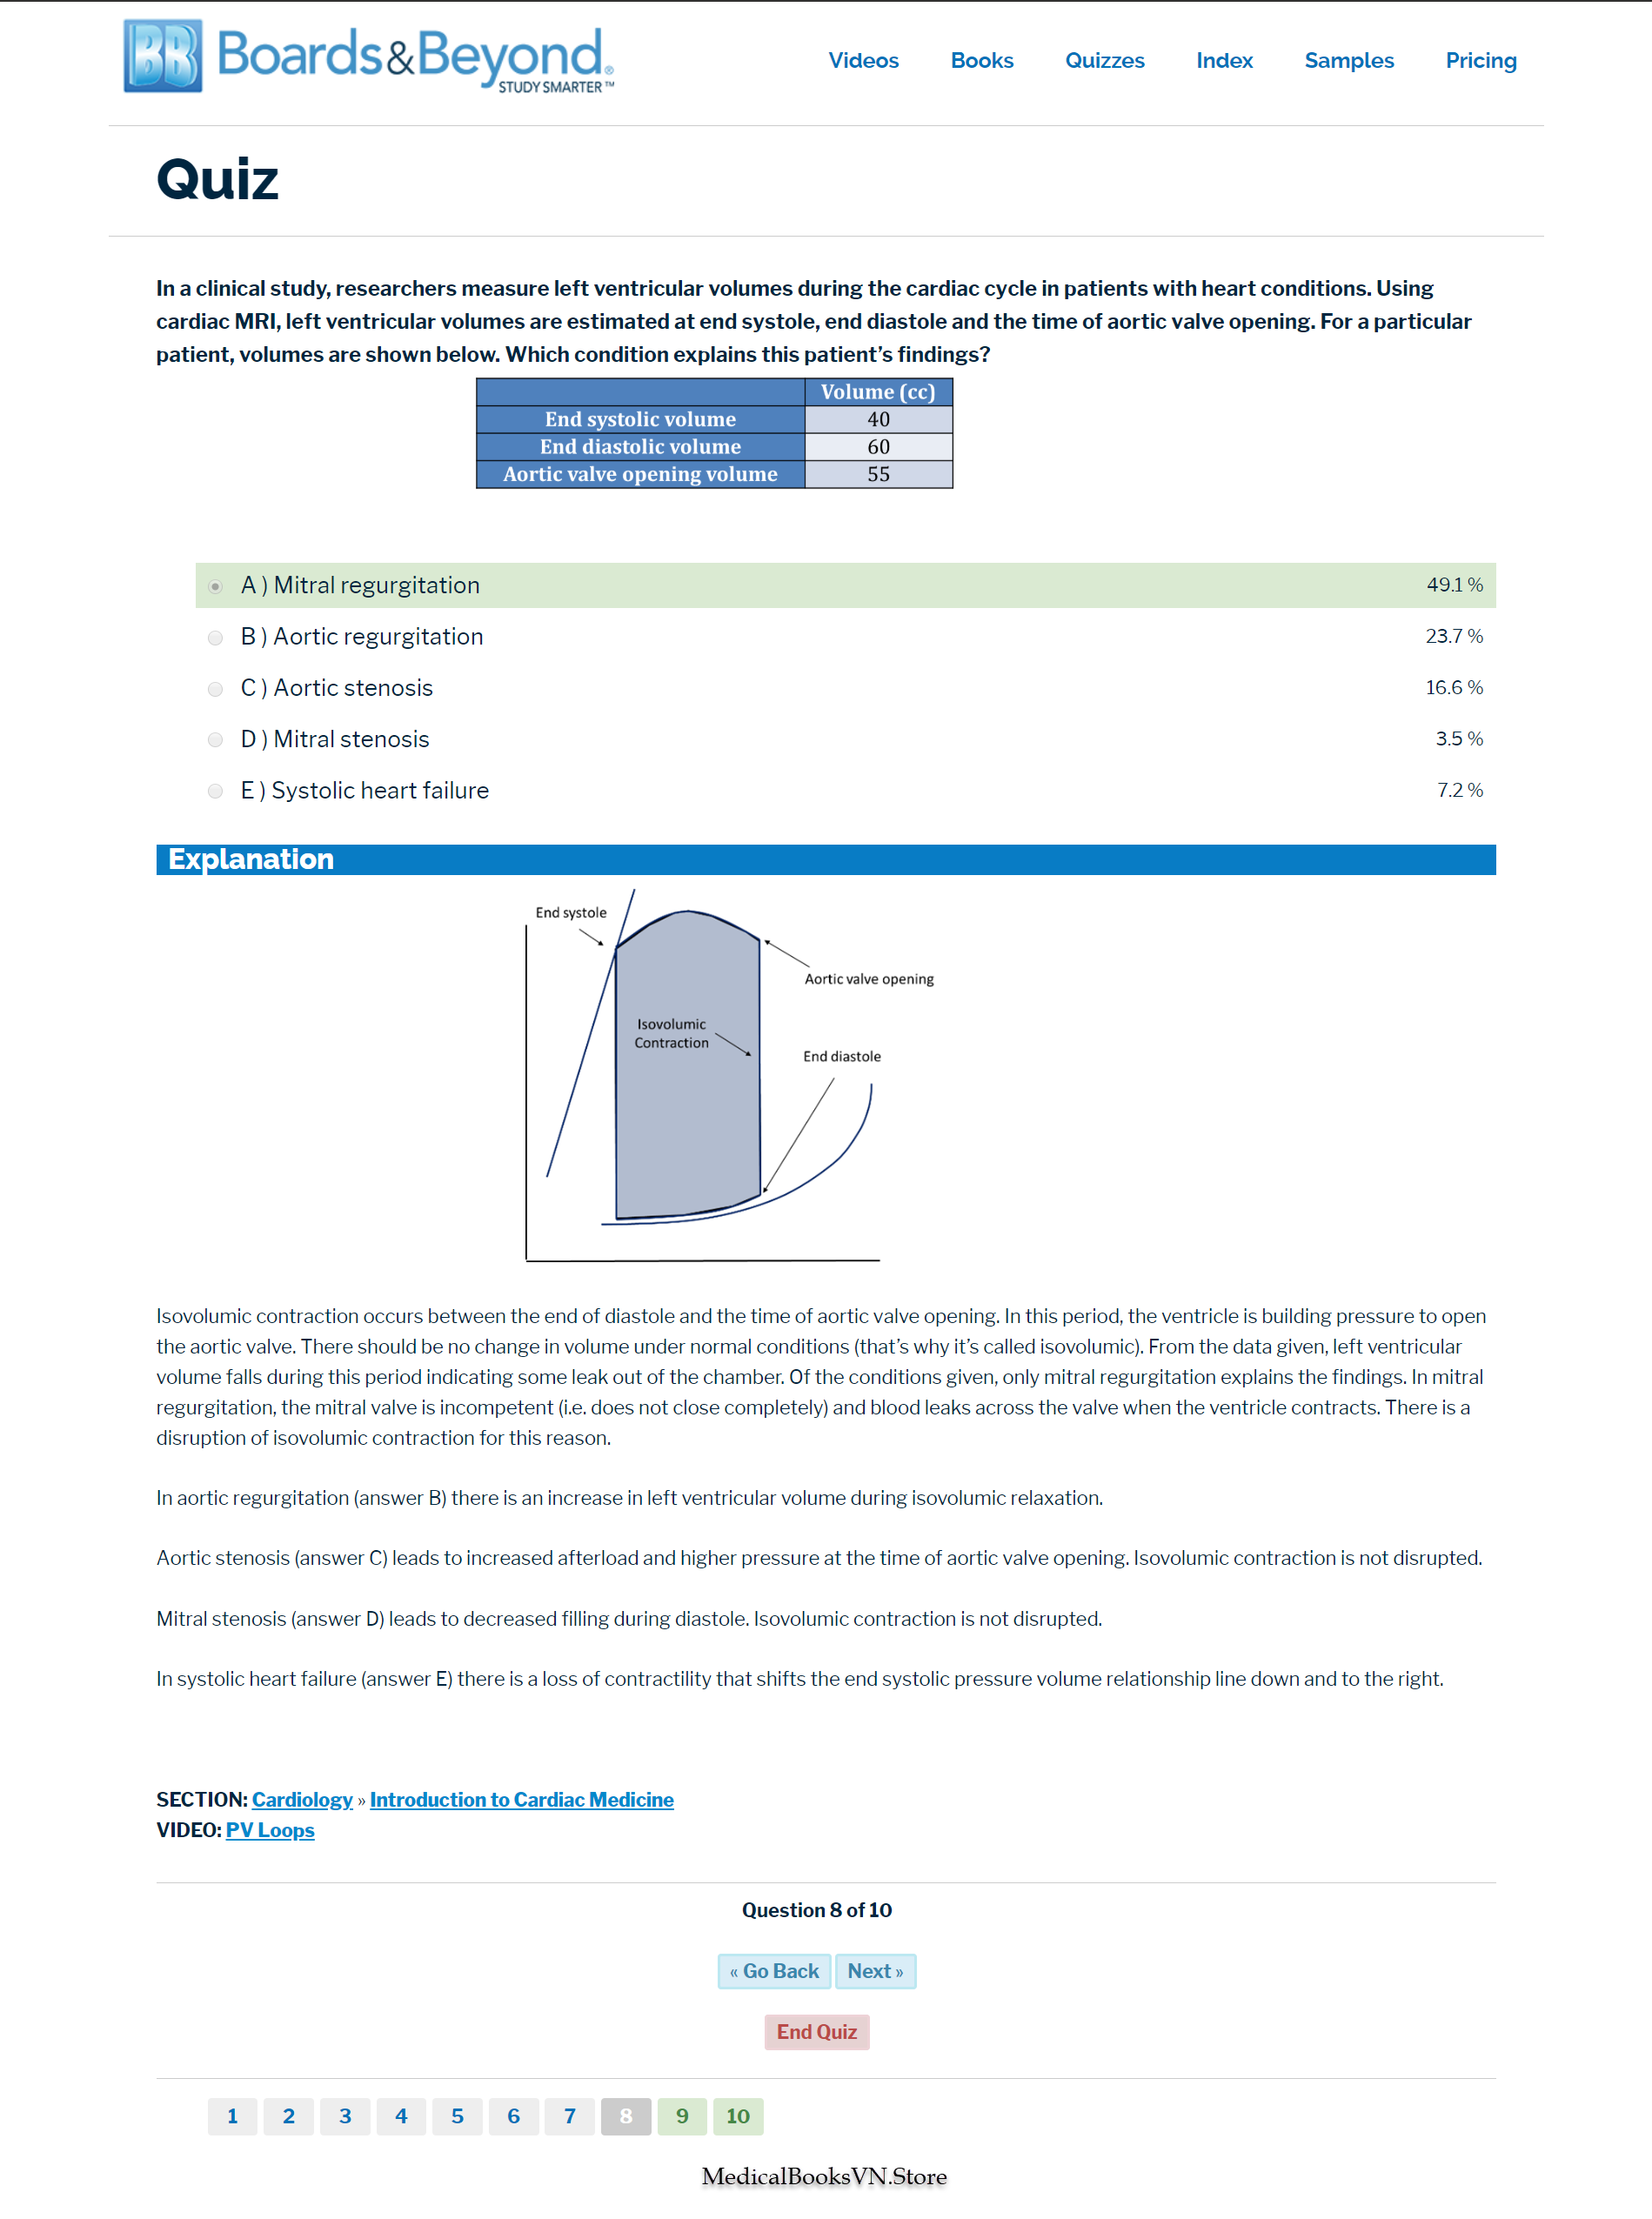 BB Boards&Beyond®
STUDY SMARTER™
Videos Books Quizzes Index Samples Pricing
Quiz
In a clinical study, researchers measure left ventricular volumes during the cardiac cycle in patients with heart conditions. Using
cardiac MRI, left ventricular volumes are estimated at end systole, end diastole and the time of aortic valve opening. For a particular
patient, volumes are shown below. Which condition explains this patient's findings?
Volume (cc)
End systolic volume 40
End diastolic volume 60
Aortic valve opening volume 55
A ) Mitral regurgitation 49.1 %
B ) Aortic regurgitation 23.7 %
C ) Aortic stenosis 16.6 %
D ) Mitral stenosis 3.5 %
E ) Systolic heart failure 7.2 %
Explanation
End systole
Aortic valve opening
Isovolumic
Contraction
End diastole
Isovolumic contraction occurs between the end of diastole and the time of aortic valve opening. In this period, the ventricle is building pressure to open
the aortic valve. There should be no change in volume under normal conditions (that's why it's called isovolumic). From the data given, left ventricular
volume falls during this period indicating some leak out of the chamber. Of the conditions given, only mitral regurgitation explains the findings. In mitral
regurgitation, the mitral valve is incompetent (i.e. does not close completely) and blood leaks across the valve when the ventricle contracts. There is a
disruption of isovolumic contraction for this reason.
In aortic regurgitation (answer B) there is an increase in left ventricular volume during isovolumic relaxation.
Aortic stenosis (answer C) leads to increased afterload and higher pressure at the time of aortic valve opening. Isovolumic contraction is not disrupted.
Mitral stenosis (answer D) leads to decreased filling during diastole. Isovolumic contraction is not disrupted.
In systolic heart failure (answer E) there is a loss of contractility that shifts the end systolic pressure volume relationship line down and to the right.
SECTION: Cardiology » Introduction to Cardiac Medicine
VIDEO: PV Loops
Question 8 of 10
« Go Back Next »
End Quiz
1 2 3 4 5 6 7 8 9 10
MedicalBooksVN.Store